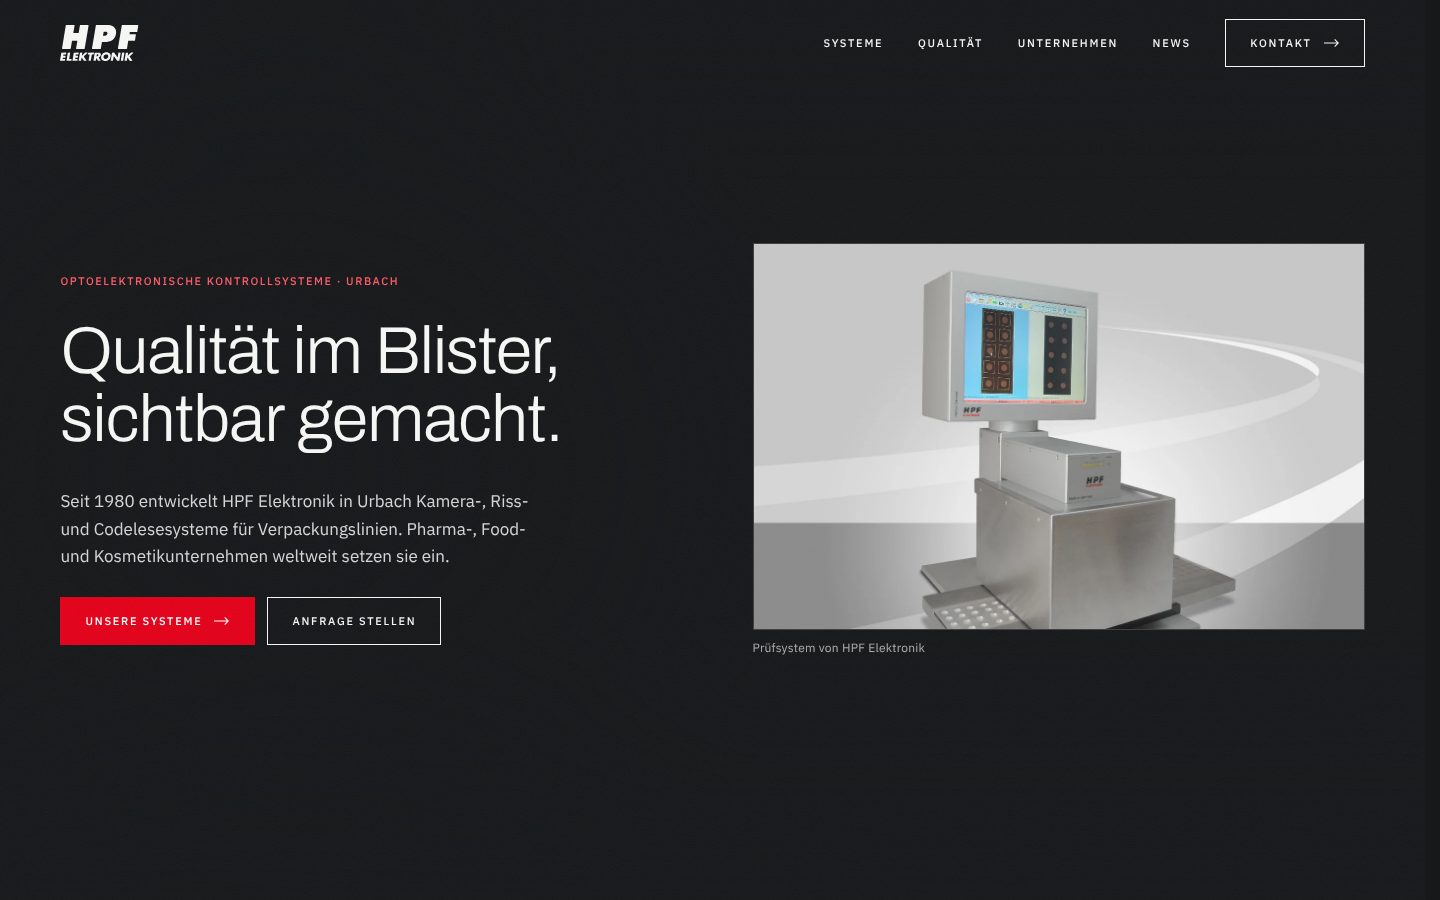 HPF
ELEKTRONIK
SYSTEME
QUALITÄT
UNTERNEHMEN
NEWS
KONTAKT
OPTOELEKTRONISCHE KONTROLLSYSTEME · URBACH
Qualität im Blister,
sichtbar gemacht.
Seit 1980 entwickelt HPF Elektronik in Urbach Kamera-, Riss-
und Codelesesysteme für Verpackungslinien. Pharma-, Food-
und Kosmetikunternehmen weltweit setzen sie ein.
UNSERE SYSTEME
ANFRAGE STELLEN
HPF
HPF
Prüfsystem von HPF Elektronik